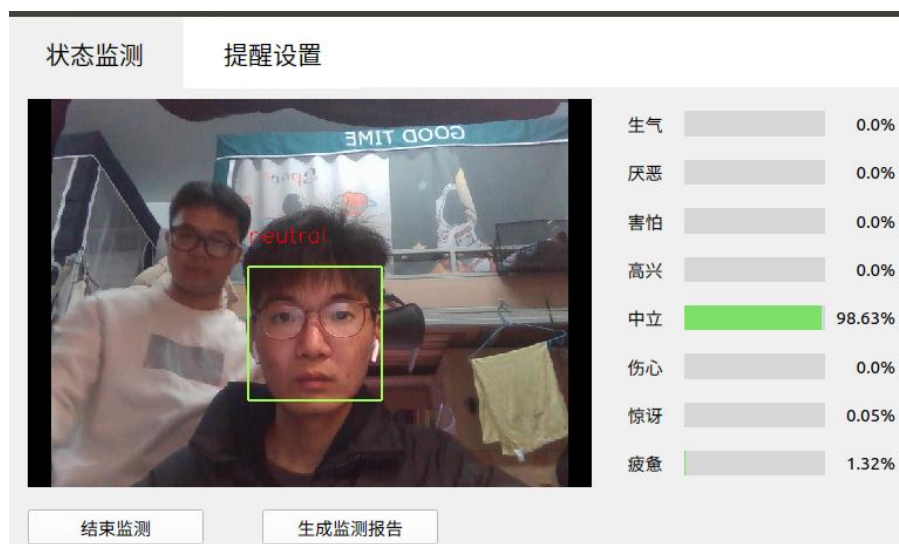 状态监测
提醒设置
GOOD TIME
Sport
neutral
生气 0.0%
厌恶 0.0%
害怕 0.0%
高兴 0.0%
中立 98.63%
伤心 0.0%
惊讶 0.05%
疲惫 1.32%
结束监测
生成监测报告